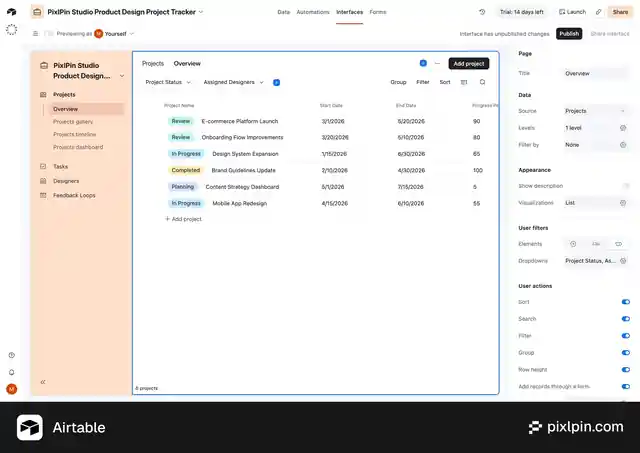 PixlPin Studio Product Design Project Tracker
Data Automations Interfaces Forms
Trial: 14 days left
Launch
Share
Previewing as M Yourself
Interface has unpublished changes
Publish
Share interface
PixlPin Studio
Product Design...
Projects
Overview
Projects gallery
Projects timeline
Projects dashboard
Tasks
Designers
Feedback Loops
M
Projects Overview
Add project
Project Status Assigned Designers
Group Filter Sort
Project Name Start Date End Date Progress Pe
Review E-commerce Platform Launch 3/1/2026 5/20/2026 90
Review Onboarding Flow Improvements 3/20/2026 5/10/2026 80
In Progress Design System Expansion 1/15/2026 6/30/2026 65
Completed Brand Guidelines Update 2/10/2026 4/30/2026 100
Planning Content Strategy Dashboard 5/1/2026 7/15/2026 5
In Progress Mobile App Redesign 4/15/2026 6/10/2026 55
+ Add project
6 projects
Page
Title Overview
Data
Source Projects
Levels 1 level
Filter by None
Appearance
Show description
Visualizations List
User filters
Elements
Dropdowns Project Status, As...
User actions
Sort
Search
Filter
Group
Row height
Add records through a form
Airtable
pixlpin.com